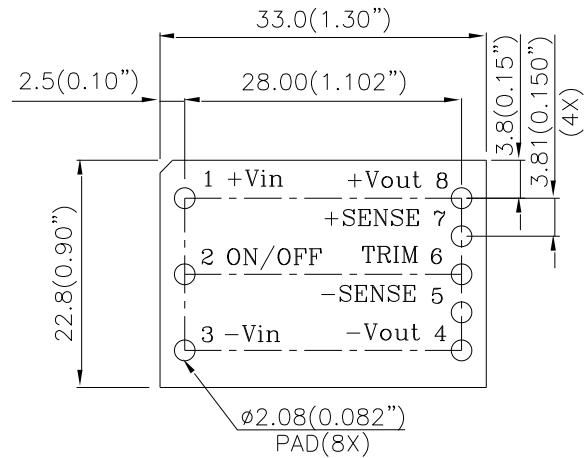 33.0(1.30")
2.5(0.10")
28.00(1.102")
3.8(0.15")
3.81(0.150")
(4X)
1 +Vin
+Vout 8
+SENSE 7
2 ON/OFF
TRIM 6
-SENSE 5
3 -Vin
-Vout 4
22.8(0.90")
ø2.08(0.082")
PAD(8X)